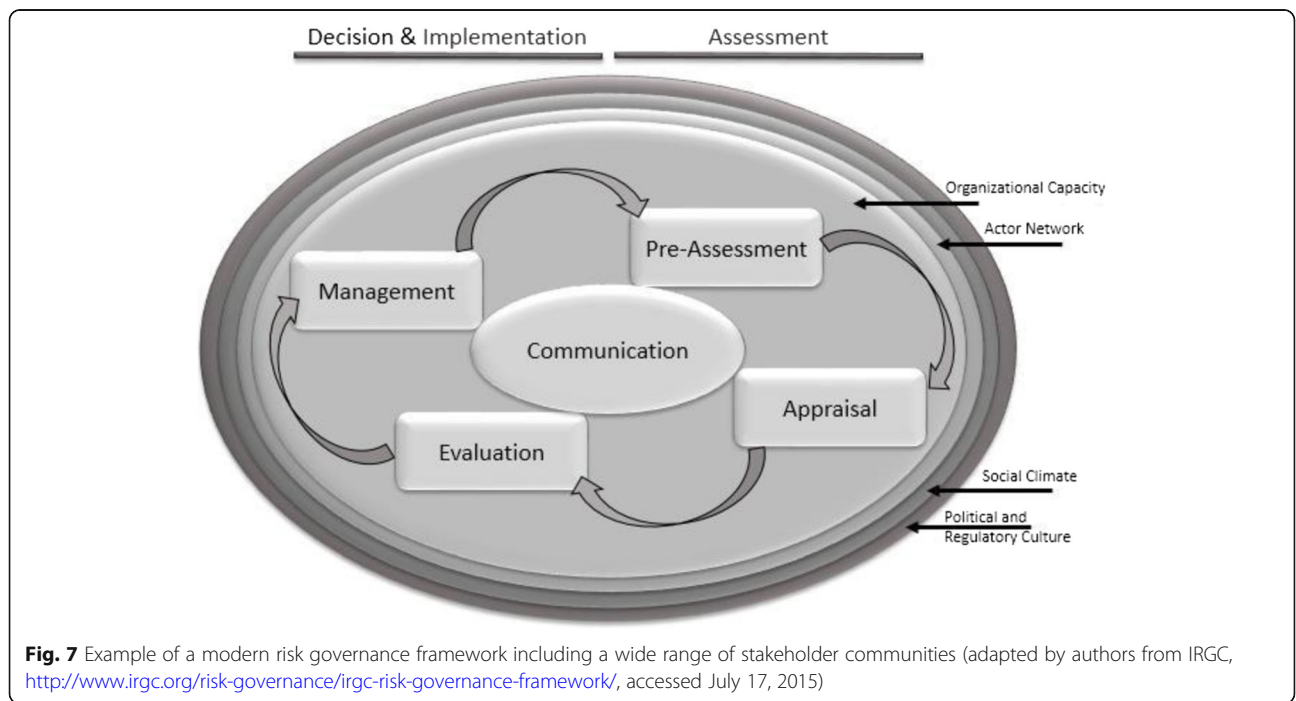 Decision & Implementation
Assessment
Organizational Capacity
Actor Network
Pre-Assessment
Management
Communication
Appraisal
Evaluation
Social Climate
Political and
Regulatory Culture
Fig. 7 Example of a modern risk governance framework including a wide range of stakeholder communities (adapted by authors from IRGC,
http://www.irgc.org/risk-governance/irgc-risk-governance-framework/, accessed July 17, 2015)